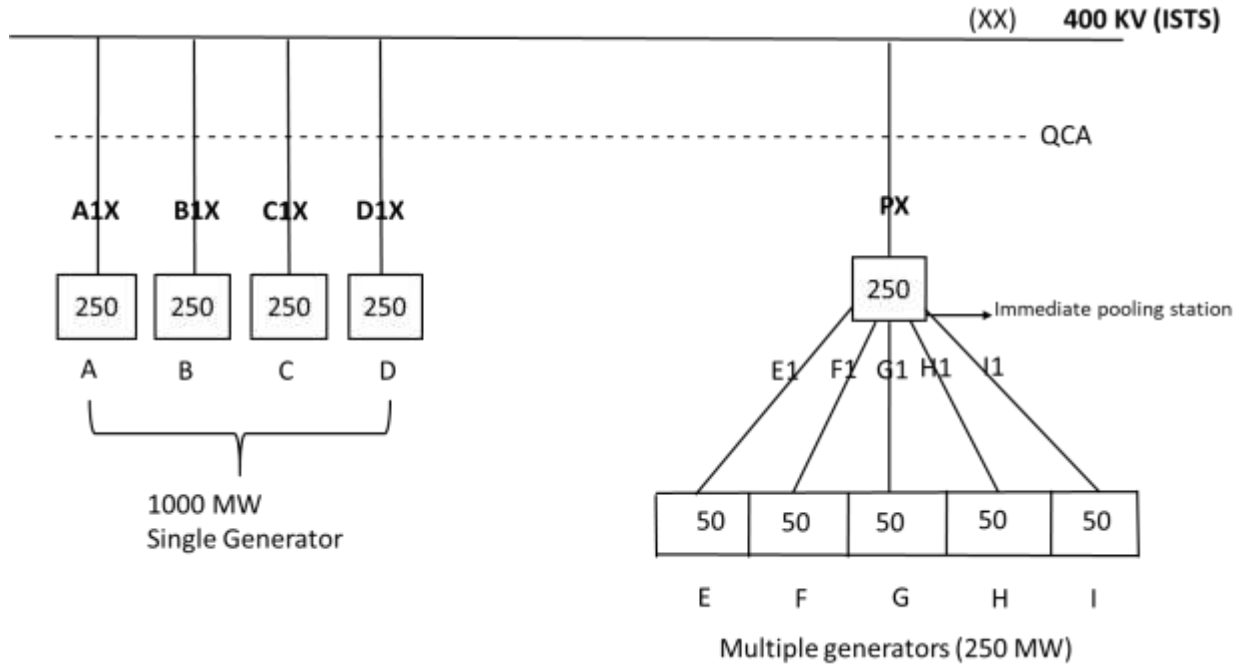 (XX) 400 KV (ISTS)
QCA
A1X B1X C1X D1X PX
250 250 250 250 250
Immediate pooling station
A B C D
E1 F1 G1 H1 I1
1000 MW
Single Generator
50 50 50 50 50
E F G H I
Multiple generators (250 MW)